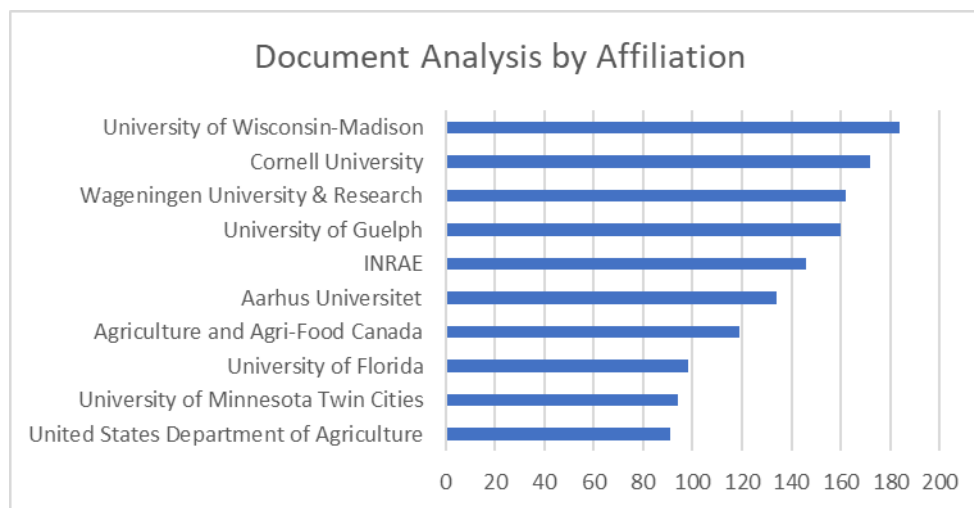 Document Analysis by Affiliation
University of Wisconsin-Madison
Cornell University
Wageningen University & Research
University of Guelph
INRAE
Aarhus Universitet
Agriculture and Agri-Food Canada
University of Florida
University of Minnesota Twin Cities
United States Department of Agriculture
0 20 40 60 80 100 120 140 160 180 200